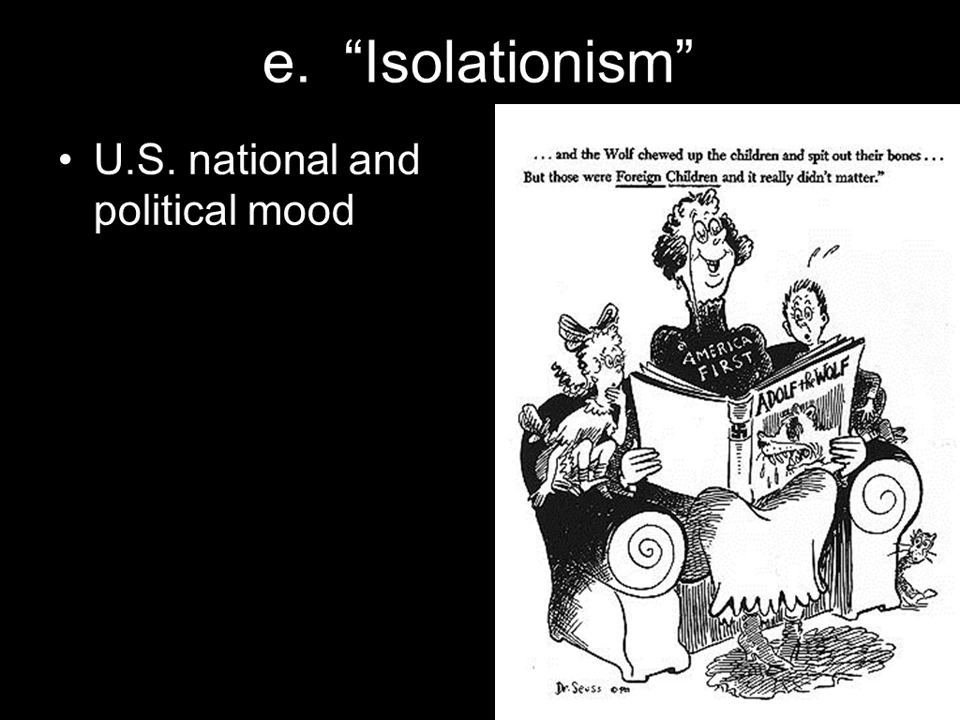 e. “Isolationism”
• U.S. national and
political mood
. . . and the Wolf chewed up the children and spit out their bones . . .
But those were Foreign Children and it really didn't matter.”
AMERICA
FIRST
ADOLF the WOLF
Dr. Seuss